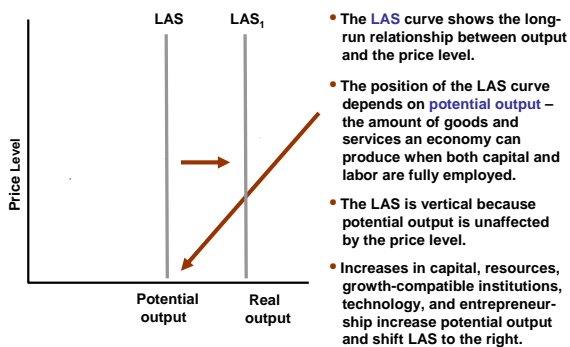 LAS LAS₁
Price Level
Potential output
Real output
• The LAS curve shows the long-
run relationship between output
and the price level.
• The position of the LAS curve
depends on potential output –
the amount of goods and
services an economy can
produce when both capital and
labor are fully employed.
• The LAS is vertical because
potential output is unaffected
by the price level.
• Increases in capital, resources,
growth-compatible institutions,
technology, and entrepreneur-
ship increase potential output
and shift LAS to the right.